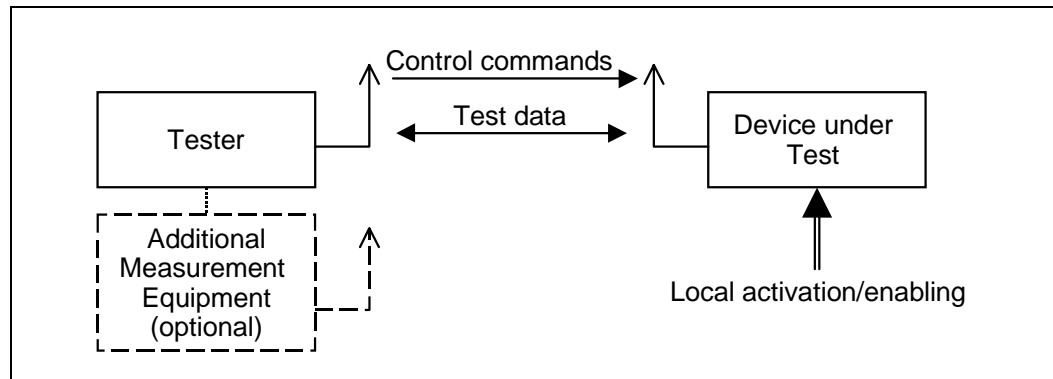 Control commands
Test data
Tester
Device under
Test
Additional
Measurement
Equipment
(optional)
Local activation/enabling